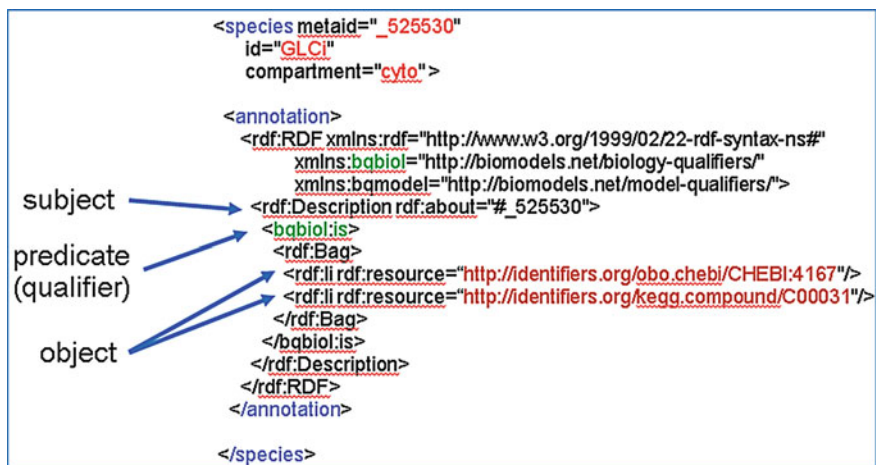 <species metaid="_525530"
id="GLCi"
compartment="cyto">
<annotation>
<rdf:RDF xmlns:rdf="http://www.w3.org/1999/02/22-rdf-syntax-ns#"
xmlns:bqbiol="http://biomodels.net/biology-qualifiers/"
xmlns:bqmodel="http://biomodels.net/model-qualifiers/">
subject
<rdf:Description rdf:about="#_525530">
<bqbiol:is>
predicate
(qualifier)
<rdf:Bag>
<rdf:li rdf:resource="http://identifiers.org/obo.chebi/CHEBI:4167"/>
<rdf:li rdf:resource="http://identifiers.org/kegg.compound/C00031"/>
</rdf:Bag>
object
</bqbiol:is>
</rdf:Description>
</rdf:RDF>
</annotation>
</species>